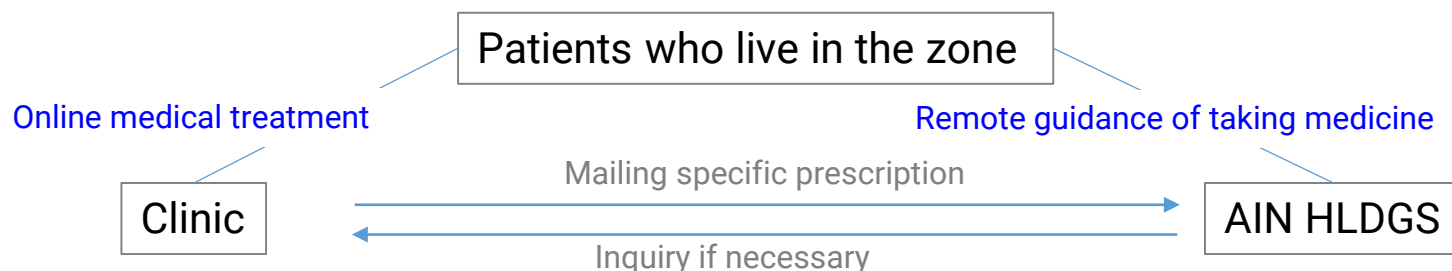 Patients who live in the zone
Online medical treatment
Remote guidance of taking medicine
Mailing specific prescription
Clinic
AIN HLDGS
Inquiry if necessary